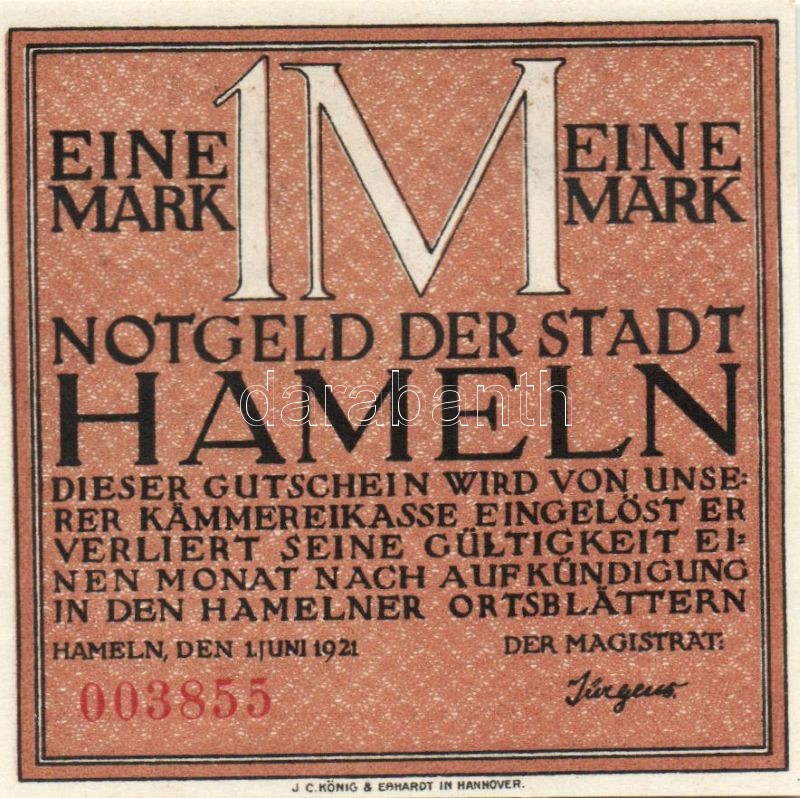 1M
EINE
MARK
EINE
MARK
NOTGELD DER STADT
HAMELN
darabanth
DIESER GUTSCHEIN WIRD VON UNSE=
RER KÄMMEREIKASSE EINGELÖST ER
VERLIERT SEINE GÜLTIGKEIT EI=
NEN MONAT NACH AUFKÜNDIGUNG
IN DEN HAMELNER ORTSBLÄTTERN
HAMELN, DEN 1.JUNI 1921 DER MAGISTRAT:
003855 Jürgens.
J. C. KÖNIG & EBHARDT IN HANNOVER.